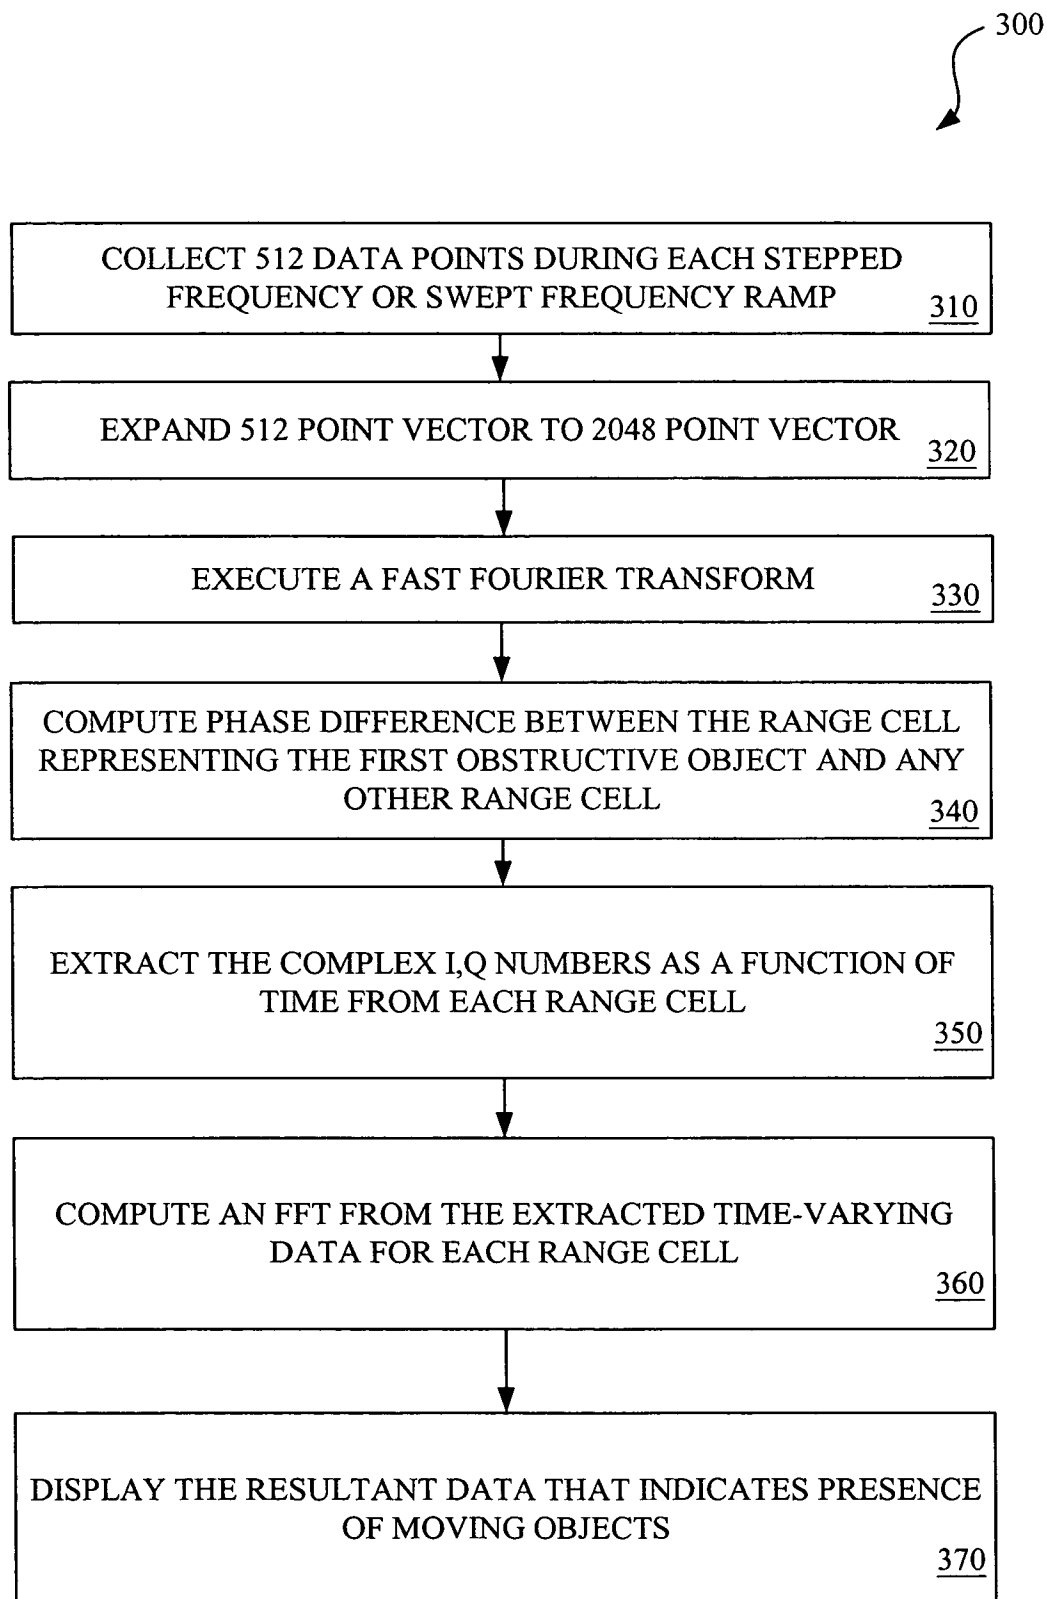 300
COLLECT 512 DATA POINTS DURING EACH STEPPED
FREQUENCY OR SWEPT FREQUENCY RAMP
310
EXPAND 512 POINT VECTOR TO 2048 POINT VECTOR
320
EXECUTE A FAST FOURIER TRANSFORM
330
COMPUTE PHASE DIFFERENCE BETWEEN THE RANGE CELL
REPRESENTING THE FIRST OBSTRUCTIVE OBJECT AND ANY
OTHER RANGE CELL
340
EXTRACT THE COMPLEX I,Q NUMBERS AS A FUNCTION OF
TIME FROM EACH RANGE CELL
350
COMPUTE AN FFT FROM THE EXTRACTED TIME-VARYING
DATA FOR EACH RANGE CELL
360
DISPLAY THE RESULTANT DATA THAT INDICATES PRESENCE
OF MOVING OBJECTS
370